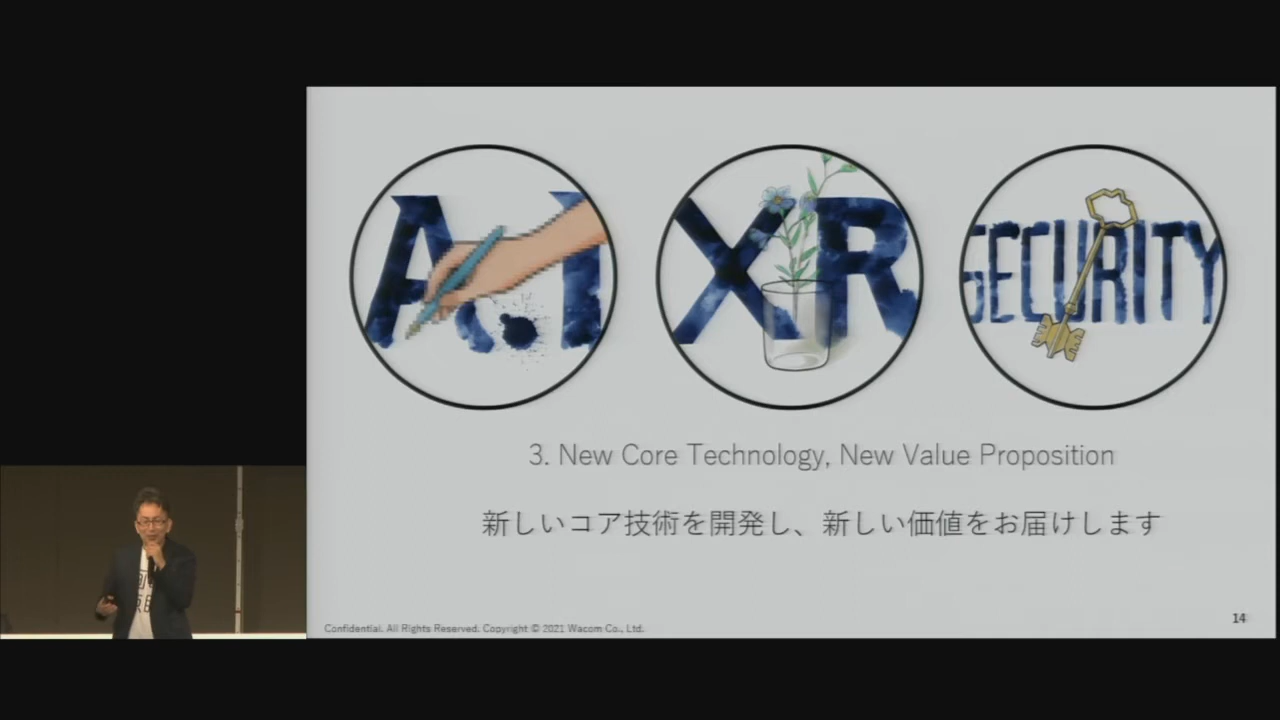 A.I
XR
SECURITY
3. New Core Technology, New Value Proposition
新しいコア技術を開発し、新しい価値をお届けします
Confidential. All Rights Reserved. Copyright © 2021 Wacom Co., Ltd.
14